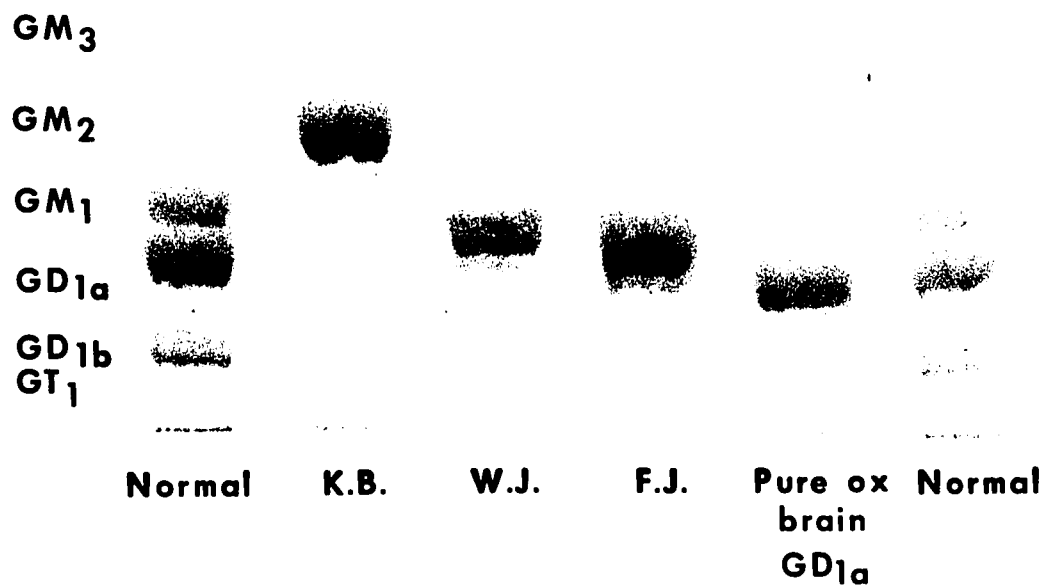 GM3
GM2
GM1
GD1a
GD1b
GT1
Normal K.B. W.J. F.J. Pure ox Normal
brain
GD1a